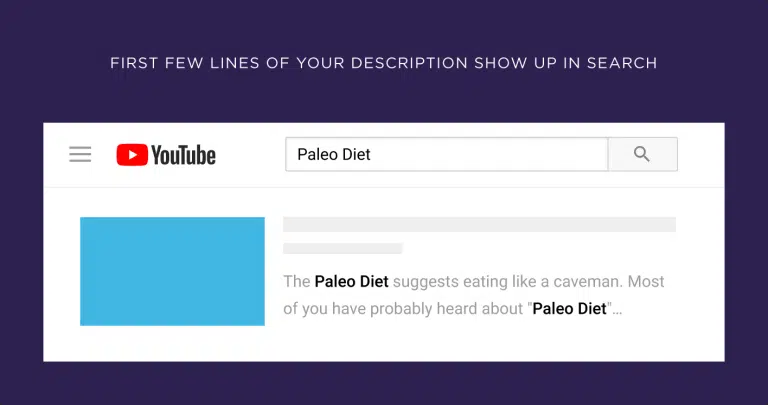 FIRST FEW LINES OF YOUR DESCRIPTION SHOW UP IN SEARCH
YouTube
Paleo Diet
The Paleo Diet suggests eating like a caveman. Most
of you have probably heard about "Paleo Diet"...